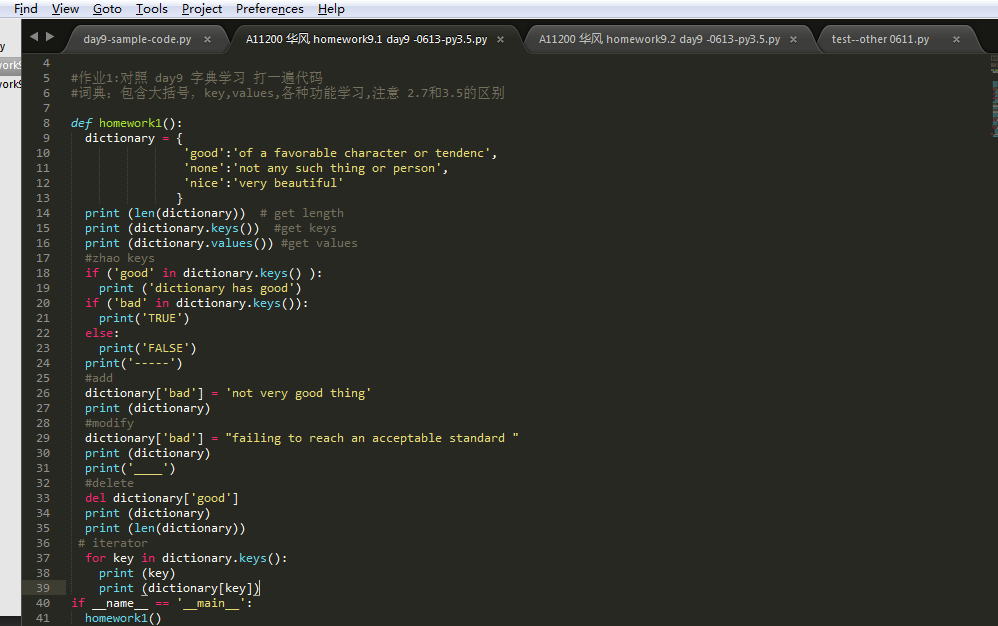 Find View Goto Tools Project Preferences Help
day9-sample-code.py × A11200 华风 homework9.1 day9 -0613-py3.5.py × A11200 华风 homework9.2 day9 -0613-py3.5.py × test--other 0611.py ×
4
5 #作业1:对照 day9 字典学习 打一遍代码
6 #词典: 包含大括号, key,values,各种功能学习,注意 2.7和3.5的区别
7
8 def homework1():
9 dictionary = {
10 'good':'of a favorable character or tendenc',
11 'none':'not any such thing or person',
12 'nice':'very beautiful'
13 }
14 print (len(dictionary)) # get length
15 print (dictionary.keys()) #get keys
16 print (dictionary.values()) #get values
17 #zhao keys
18 if ('good' in dictionary.keys() ):
19 print ('dictionary has good')
20 if ('bad' in dictionary.keys()):
21 print('TRUE')
22 else:
23 print('FALSE')
24 print('-----')
25 #add
26 dictionary['bad'] = 'not very good thing'
27 print (dictionary)
28 #modify
29 dictionary['bad'] = "failing to reach an acceptable standard "
30 print (dictionary)
31 print('____')
32 #delete
33 del dictionary['good']
34 print (dictionary)
35 print (len(dictionary))
36 # iterator
37 for key in dictionary.keys():
38 print (key)
39 print (dictionary[key])
40 if __name__ == '__main__':
41 homework1()